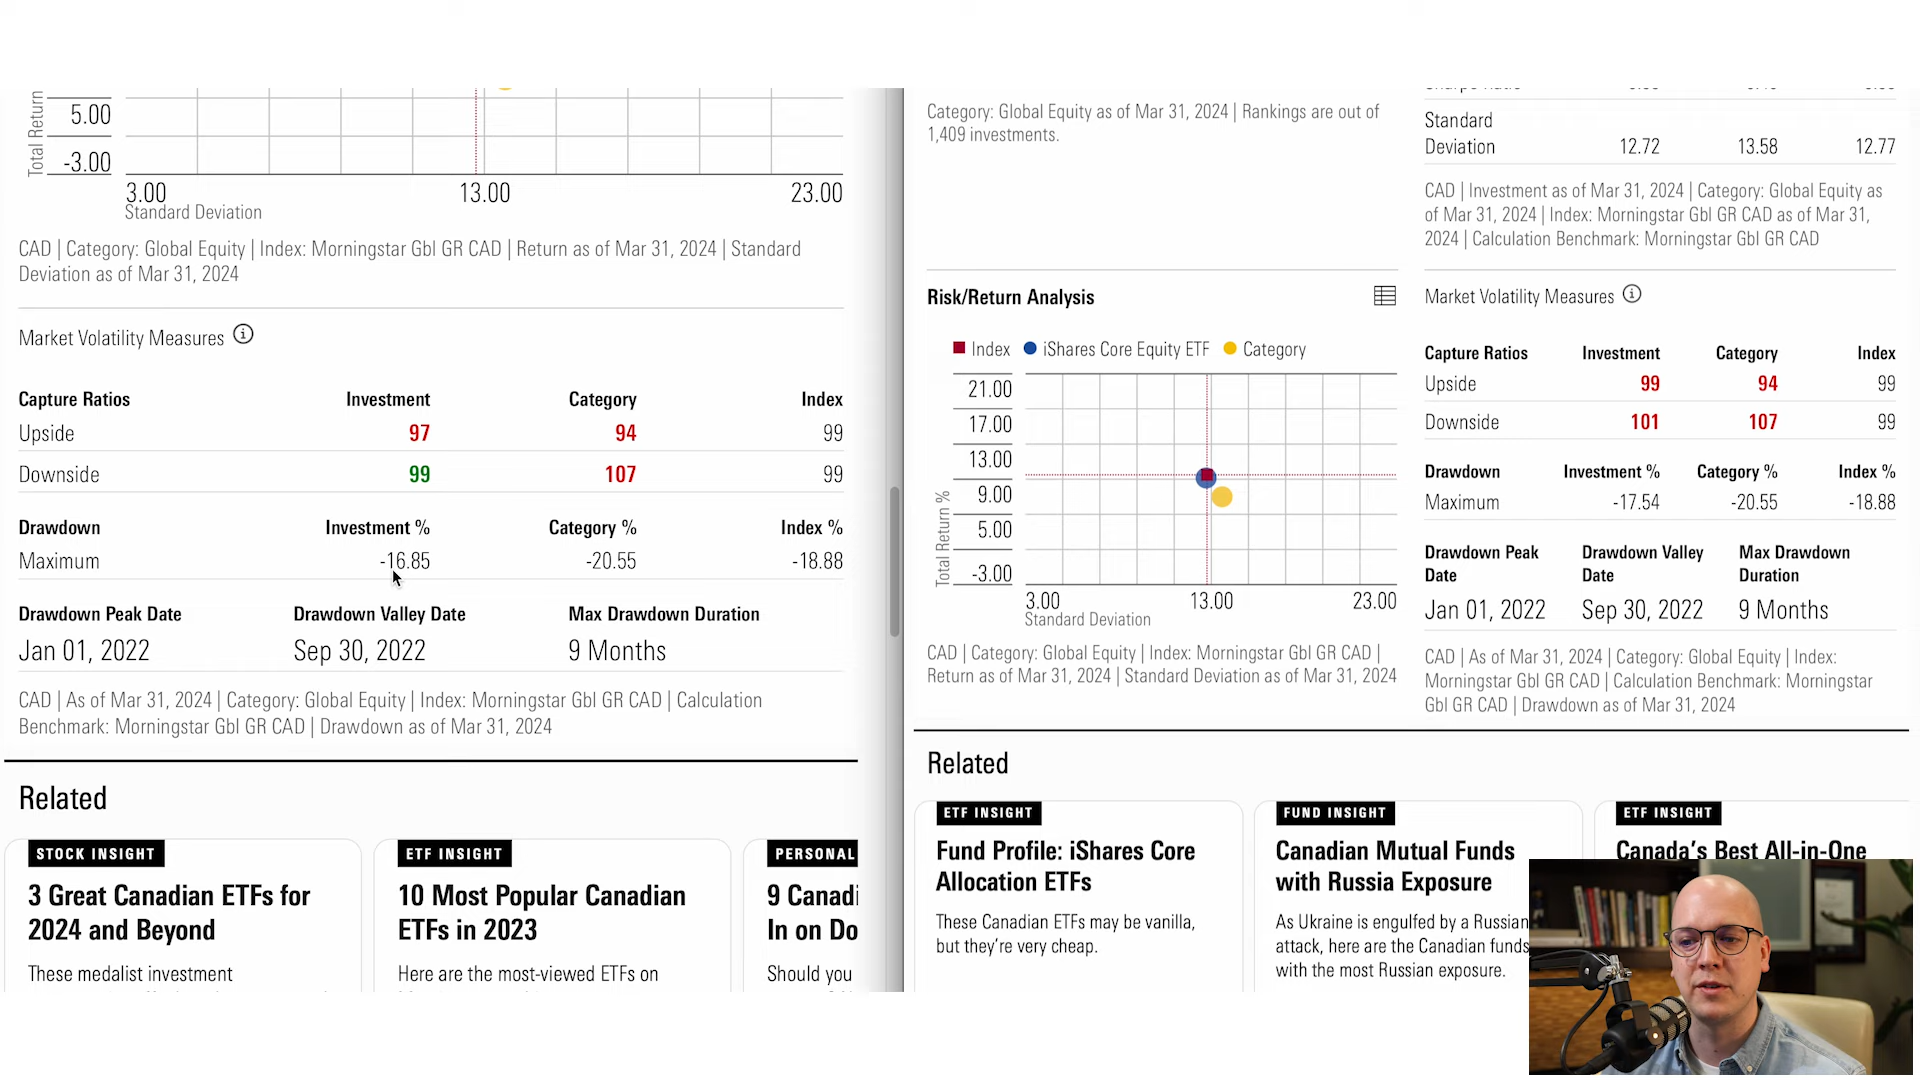 5.00
-3.00
Total Return
3.00 13.00 23.00
Standard Deviation
CAD | Category: Global Equity | Index: Morningstar Gbl GR CAD | Return as of Mar 31, 2024 | Standard
Deviation as of Mar 31, 2024
Market Volatility Measures
Capture Ratios Investment Category Index
Upside 97 94 99
Downside 99 107 99
Drawdown Investment % Category % Index %
Maximum -16.85 -20.55 -18.88
Drawdown Peak Date Drawdown Valley Date Max Drawdown Duration
Jan 01, 2022 Sep 30, 2022 9 Months
CAD | As of Mar 31, 2024 | Category: Global Equity | Index: Morningstar Gbl GR CAD | Calculation
Benchmark: Morningstar Gbl GR CAD | Drawdown as of Mar 31, 2024
Related
STOCK INSIGHT
3 Great Canadian ETFs for
2024 and Beyond
These medalist investment
ETF INSIGHT
10 Most Popular Canadian
ETFs in 2023
Here are the most-viewed ETFs on
PERSONAL
9 Canadi
In on Do
Should you
Category: Global Equity as of Mar 31, 2024 | Rankings are out of
1,409 investments.
Risk/Return Analysis
Index iShares Core Equity ETF Category
21.00
17.00
13.00
9.00
5.00
-3.00
Total Return %
3.00 13.00 23.00
Standard Deviation
CAD | Category: Global Equity | Index: Morningstar Gbl GR CAD |
Return as of Mar 31, 2024 | Standard Deviation as of Mar 31, 2024
Standard
Deviation 12.72 13.58 12.77
CAD | Investment as of Mar 31, 2024 | Category: Global Equity as
of Mar 31, 2024 | Index: Morningstar Gbl GR CAD as of Mar 31,
2024 | Calculation Benchmark: Morningstar Gbl GR CAD
Market Volatility Measures
Capture Ratios Investment Category Index
Upside 99 94 99
Downside 101 107 99
Drawdown Investment % Category % Index %
Maximum -17.54 -20.55 -18.88
Drawdown Peak Drawdown Valley Max Drawdown
Date Date Duration
Jan 01, 2022 Sep 30, 2022 9 Months
CAD | As of Mar 31, 2024 | Category: Global Equity | Index:
Morningstar Gbl GR CAD | Calculation Benchmark: Morningstar
Gbl GR CAD | Drawdown as of Mar 31, 2024
Related
ETF INSIGHT
Fund Profile: iShares Core
Allocation ETFs
These Canadian ETFs may be vanilla,
but they're very cheap.
FUND INSIGHT
Canadian Mutual Funds
with Russia Exposure
As Ukraine is engulfed by a Russian
attack, here are the Canadian funds
with the most Russian exposure.
ETF INSIGHT
Canada's Best All-in-One